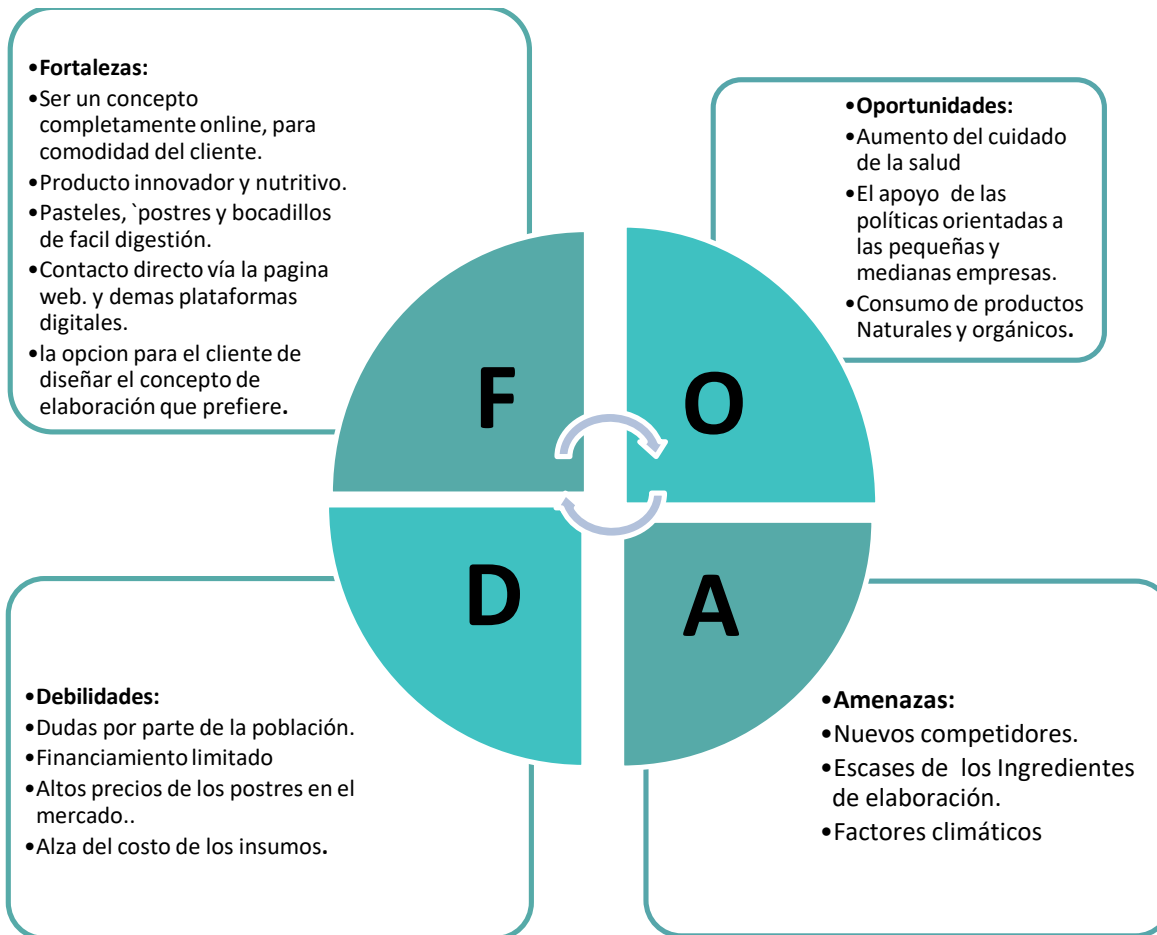 •Fortalezas:
•Ser un concepto
completamente online, para
comodidad del cliente.
•Producto innovador y nutritivo.
•Pasteles, `postres y bocadillos
de facil digestión.
•Contacto directo vía la pagina
web. y demas plataformas
digitales.
•la opcion para el cliente de
diseñar el concepto de
elaboración que prefiere.
•Oportunidades:
•Aumento del cuidado
de la salud
•El apoyo de las
políticas orientadas a
las pequeñas y
medianas empresas.
•Consumo de productos
Naturales y orgánicos.
F
O
D
A
•Debilidades:
•Dudas por parte de la población.
•Financiamiento limitado
•Altos precios de los postres en el
mercado..
•Alza del costo de los insumos.
•Amenazas:
•Nuevos competidores.
•Escases de los Ingredientes
de elaboración.
•Factores climáticos